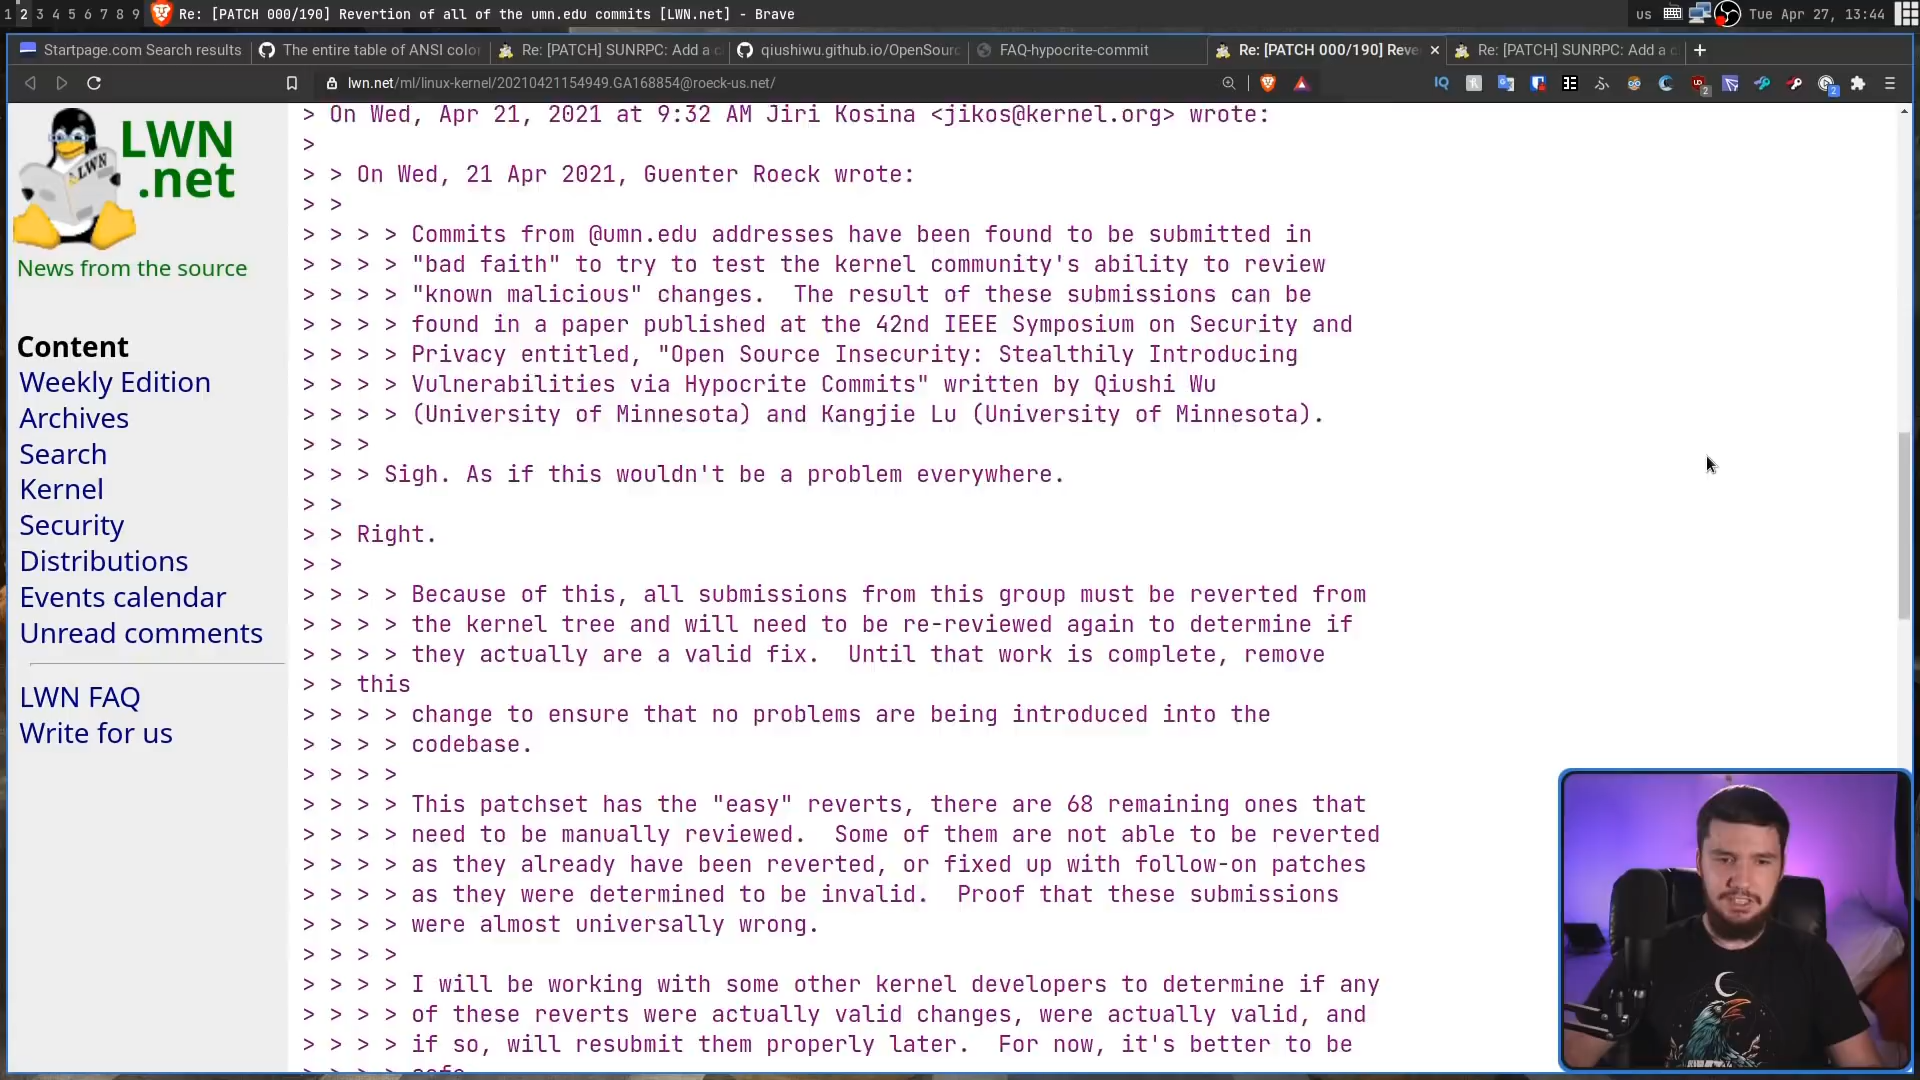 1 2 3 4 5 6 7 8 9 Re: [PATCH 000/190] Revertion of all of the umn.edu commits [LWN.net] - Brave us Tue Apr 27, 13:44
Startpage.com Search results The entire table of ANSI color Re: [PATCH] SUNRPC: Add a c qiushiwu.github.io/OpenSourc FAQ-hypocrite-commit Re: [PATCH 000/190] Reve Re: [PATCH] SUNRPC: Add a c
lwn.net/ml/linux-kernel/20210421154949.GA168854@roeck-us.net/
LWN
.net
LWN
News from the source
Content
Weekly Edition
Archives
Search
Kernel
Security
Distributions
Events calendar
Unread comments
LWN FAQ
Write for us
> On Wed, Apr 21, 2021 at 9:32 AM Jiri Kosina <jikos@kernel.org> wrote:
>
> > On Wed, 21 Apr 2021, Guenter Roeck wrote:
> >
> > > > Commits from @umn.edu addresses have been found to be submitted in
> > > > "bad faith" to try to test the kernel community's ability to review
> > > > "known malicious" changes.  The result of these submissions can be
> > > > found in a paper published at the 42nd IEEE Symposium on Security and
> > > > Privacy entitled, "Open Source Insecurity: Stealthily Introducing
> > > > Vulnerabilities via Hypocrite Commits" written by Qiushi Wu
> > > > (University of Minnesota) and Kangjie Lu (University of Minnesota).
> > >
> > > Sigh. As if this wouldn't be a problem everywhere.
> >
> > Right.
> >
> > > > Because of this, all submissions from this group must be reverted from
> > > > the kernel tree and will need to be re-reviewed again to determine if
> > > > they actually are a valid fix.  Until that work is complete, remove
> > this
> > > > change to ensure that no problems are being introduced into the
> > > > codebase.
> > > >
> > > > This patchset has the "easy" reverts, there are 68 remaining ones that
> > > > need to be manually reviewed.  Some of them are not able to be reverted
> > > > as they already have been reverted, or fixed up with follow-on patches
> > > > as they were determined to be invalid.  Proof that these submissions
> > > > were almost universally wrong.
> > > >
> > > > I will be working with some other kernel developers to determine if any
> > > > of these reverts were actually valid changes, were actually valid, and
> > > > if so, will resubmit them properly later.  For now, it's better to be